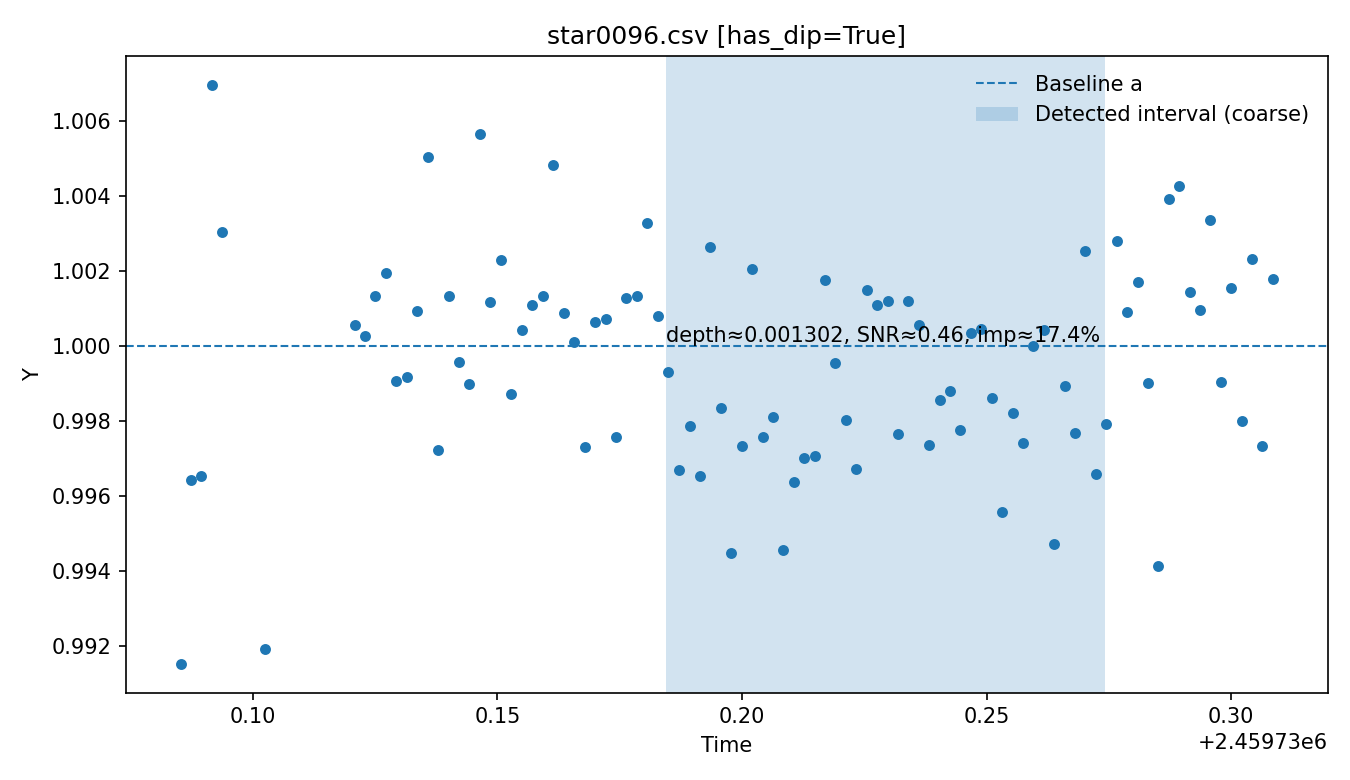 star0096.csv [has_dip=True]
Baseline a
Detected interval (coarse)
1.006
1.004
1.002
1.000
0.998
0.996
0.994
0.992
Y
depth≈0.001302, SNR≈0.46, imp≈17.4%
0.10 0.15 0.20 0.25 0.30
Time
+2.45973e6